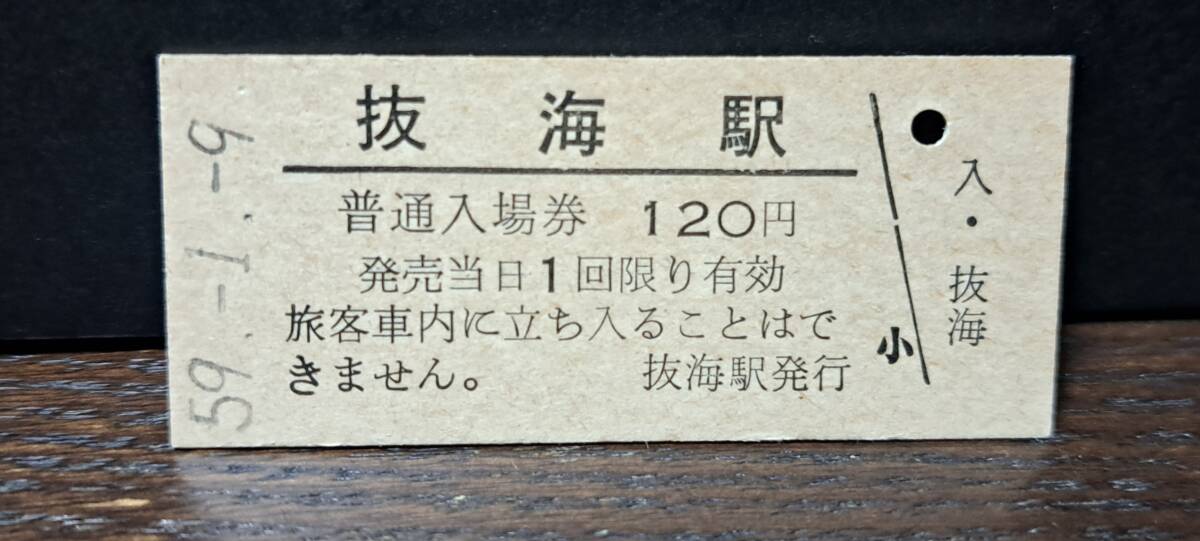 抜海駅
普通入場券 120円
発売当日1回限り有効
旅客車内に立ち入ることはで
きません。 抜海駅発行
小
入・抜海
59.-1.-9